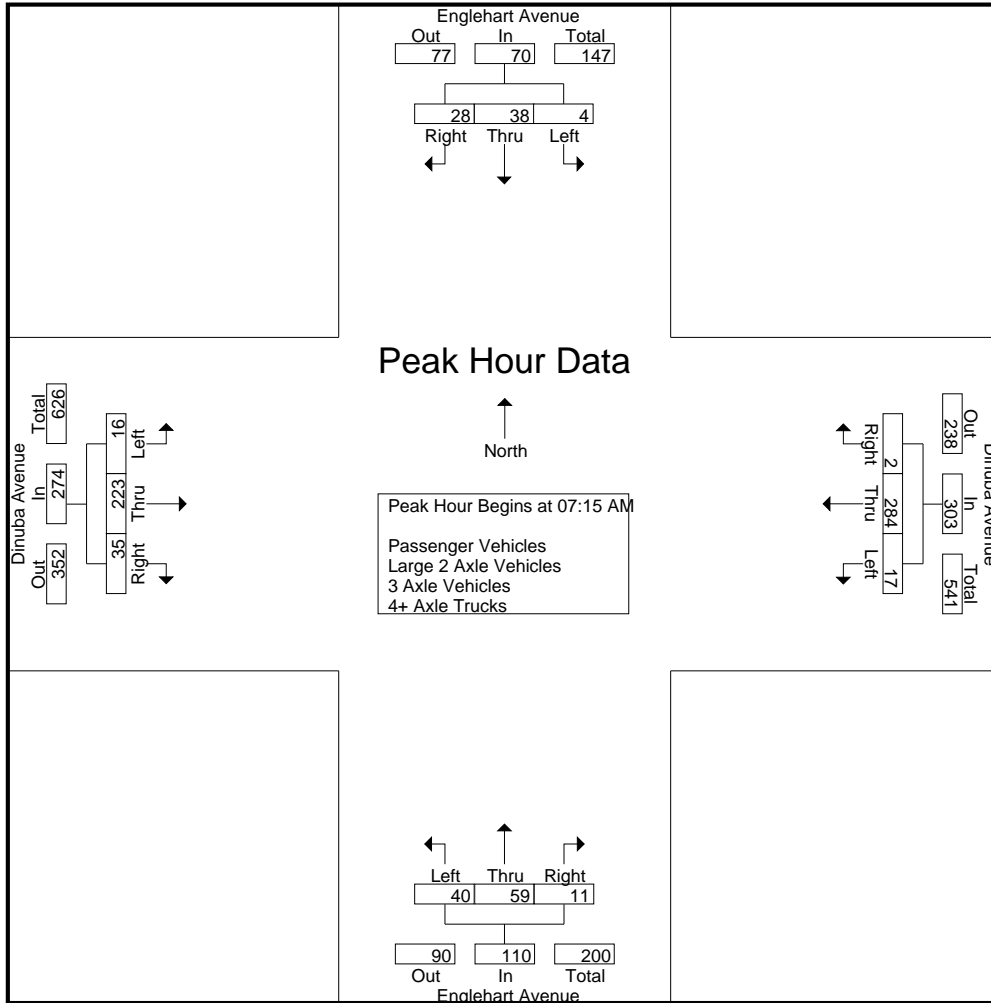 Englehart Avenue
Out In Total
77 70 147
28 38 4
Right Thru Left
Peak Hour Data
North
Peak Hour Begins at 07:15 AM
Passenger Vehicles
Large 2 Axle Vehicles
3 Axle Vehicles
4+ Axle Trucks
Dinuba Avenue
Out In Total
352 274 626
35 223 16
Right Thru Left
Dinuba Avenue
Out In Total
238 303 541
2 284 17
Right Thru Left
Left Thru Right
40 59 11
90 110 200
Out In Total
Englehart Avenue